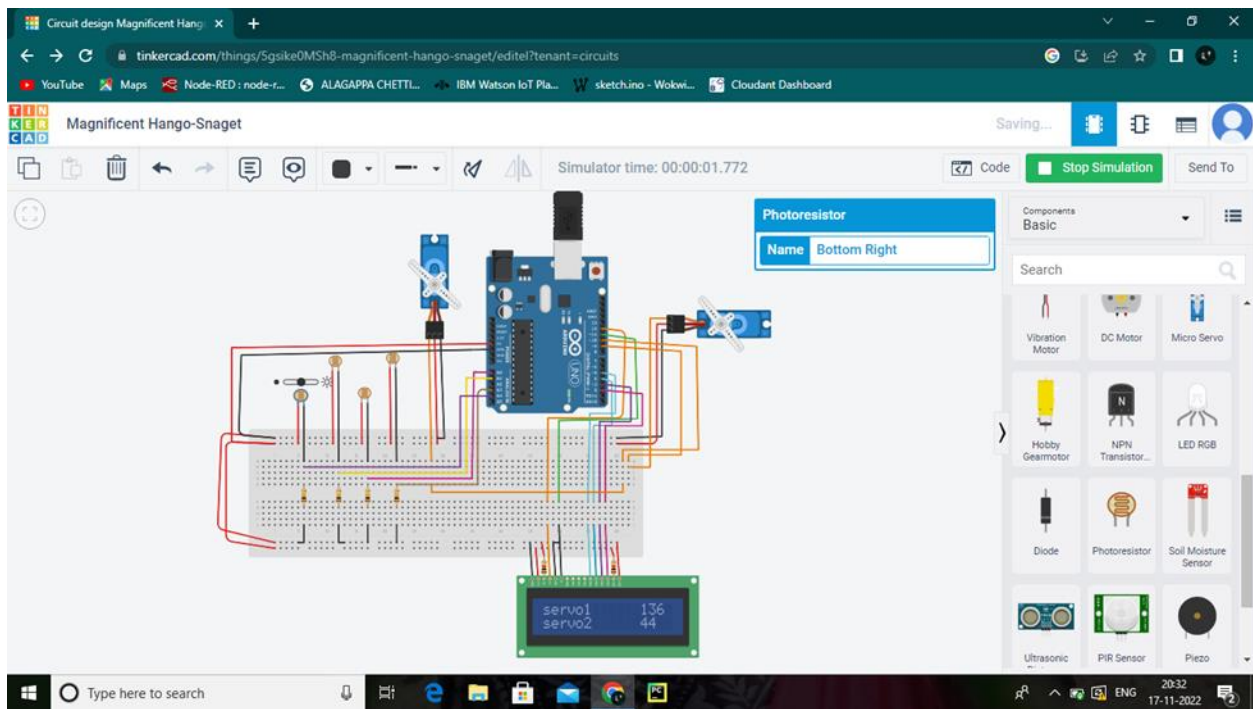 Circuit design Magnificent Hang
tinkercad.com/things/5gsike0MSh8-magnificent-hango-snaget/editel?tenant=circuits
YouTube Maps Node-RED : node-r... ALAGAPPA CHETTI... IBM Watson IoT Pla... sketch.ino - Wokwi... Cloudant Dashboard
TIN
KER
CAD
Magnificent Hango-Snaget
Saving...
Simulator time: 00:00:01.772
Code
Stop Simulation
Send To
Photoresistor
Name Bottom Right
Components
Basic
Search
Vibration Motor
DC Motor
Micro Servo
Hobby Gearmotor
NPN Transistor...
LED RGB
Diode
Photoresistor
Soil Moisture Sensor
Ultrasonic
PIR Sensor
Piezo
UNO
servo1 136
servo2 44
Type here to search
ENG
20:32
17-11-2022